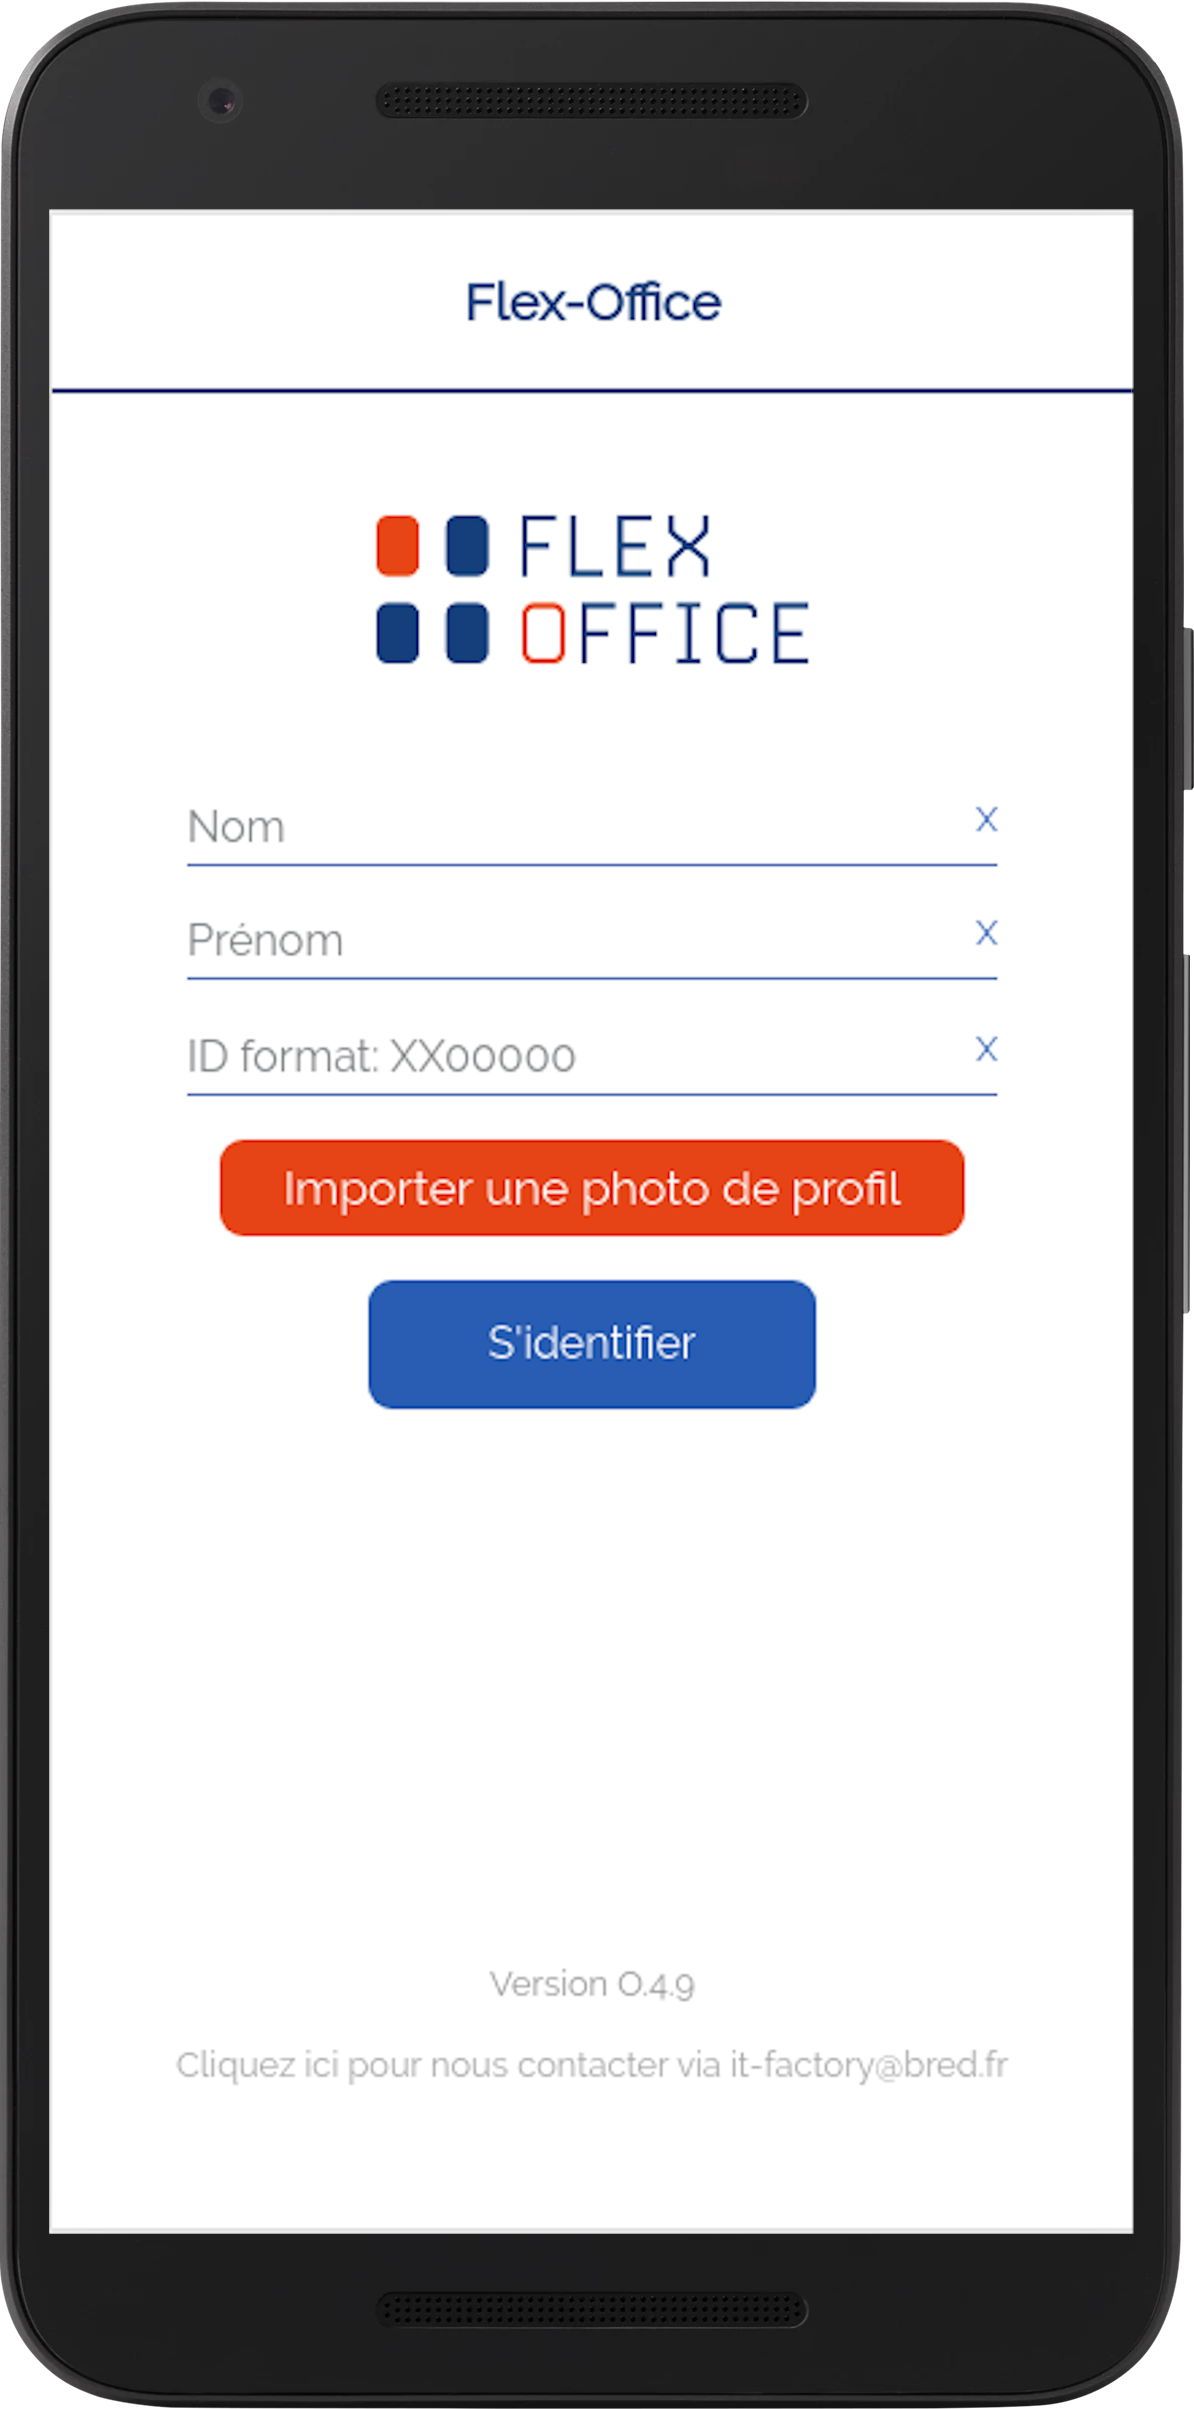 Flex-Office
FLEX
OFFICE
Nom X
Prénom X
ID format: XX00000 X
Importer une photo de profil
S'identifier
Version 0.4.9
Cliquez ici pour nous contacter via it-factory@bred.fr